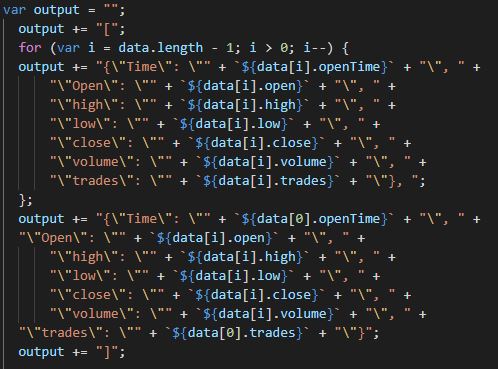 var output = "";
output += "[";
for (var i = data.length - 1; i > 0; i--) {
output += "{\"Time\": \"" + `${data[i].openTime}` + "\", " +
"\"Open\": \"" + `${data[i].open}` + "\", " +
"\"high\": \"" + `${data[i].high}` + "\", " +
"\"low\": \"" + `${data[i].low}` + "\", " +
"\"close\": \"" + `${data[i].close}` + "\", " +
"\"volume\": \"" + `${data[i].volume}` + "\", " +
"\"trades\": \"" + `${data[i].trades}` + "\"}, ";
};
output += "{\"Time\": \"" + `${data[0].openTime}` + "\", " +
"\"Open\": \"" + `${data[i].open}` + "\", " +
"\"high\": \"" + `${data[i].high}` + "\", " +
"\"low\": \"" + `${data[i].low}` + "\", " +
"\"close\": \"" + `${data[i].close}` + "\", " +
"\"volume\": \"" + `${data[i].volume}` + "\", " +
"\"trades\": \"" + `${data[0].trades}` + "\"}";
output += "]";